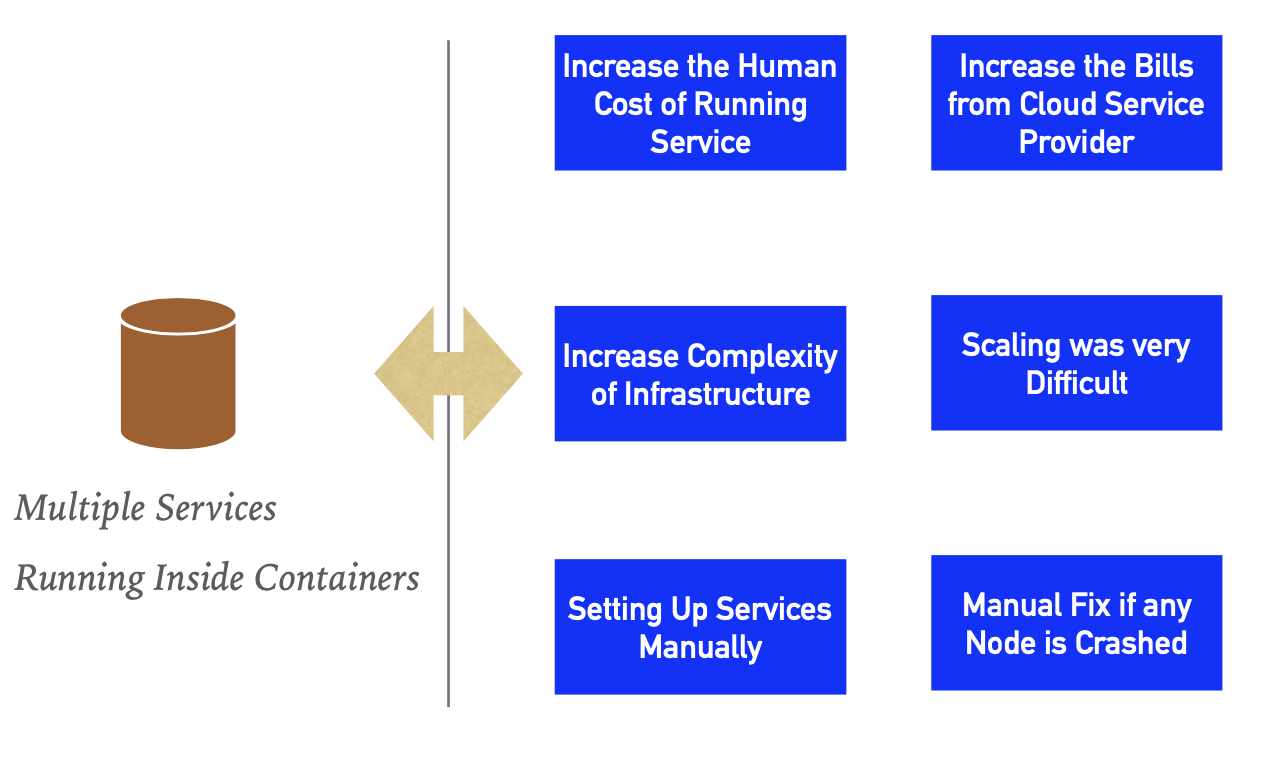 Increase the Human
Cost of Running
Service
Increase the Bills
from Cloud Service
Provider
Increase Complexity
of Infrastructure
Scaling was very
Difficult
Multiple Services
Running Inside Containers
Setting Up Services
Manually
Manual Fix if any
Node is Crashed